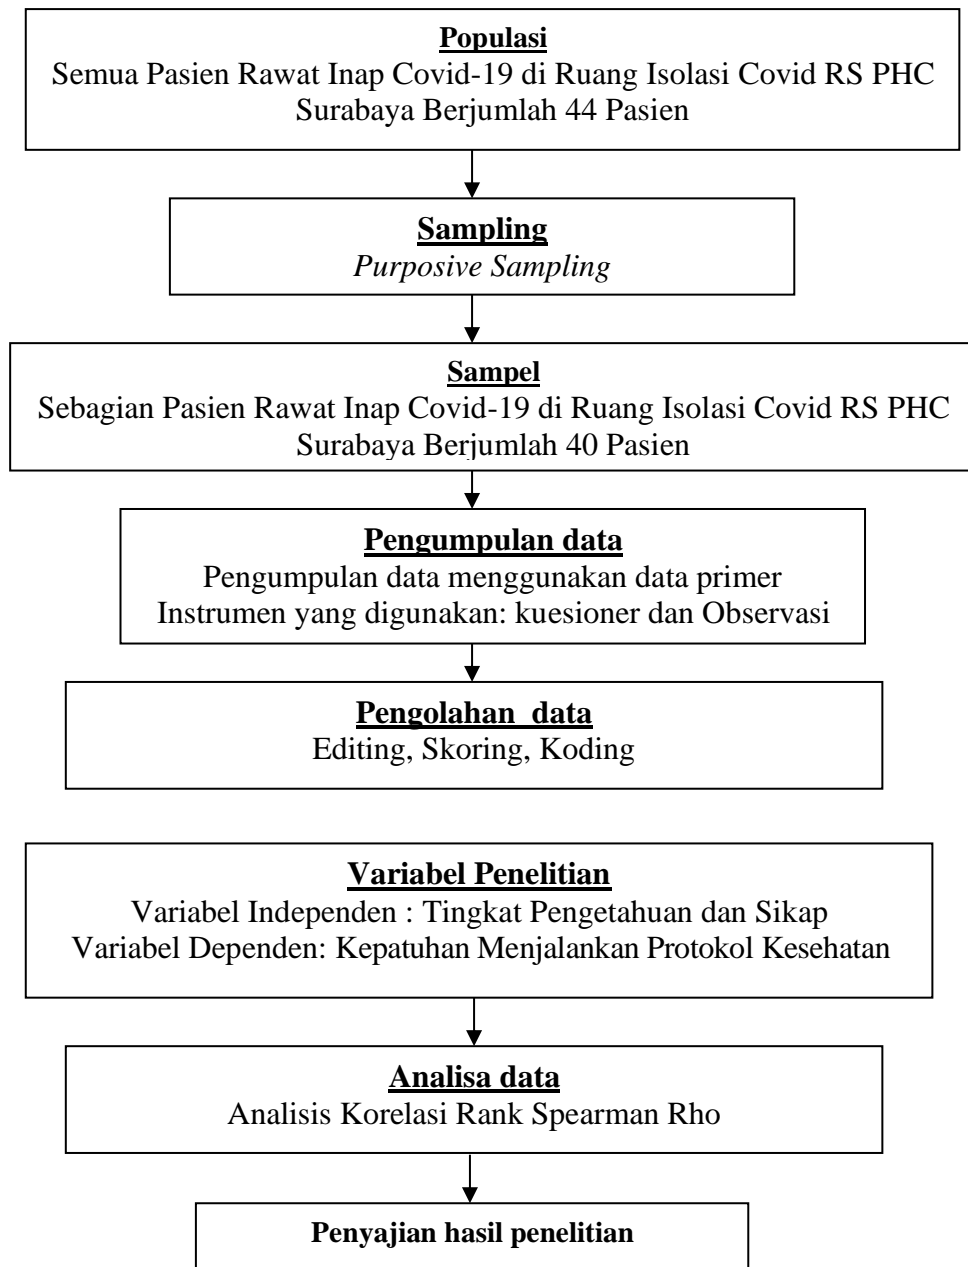 Populasi
Semua Pasien Rawat Inap Covid-19 di Ruang Isolasi Covid RS PHC
Surabaya Berjumlah 44 Pasien
Sampling
Purposive Sampling
Sampel
Sebagian Pasien Rawat Inap Covid-19 di Ruang Isolasi Covid RS PHC
Surabaya Berjumlah 40 Pasien
Pengumpulan data
Pengumpulan data menggunakan data primer
Instrumen yang digunakan: kuesioner dan Observasi
Pengolahan data
Editing, Skoring, Koding
Variabel Penelitian
Variabel Independen : Tingkat Pengetahuan dan Sikap
Variabel Dependen: Kepatuhan Menjalankan Protokol Kesehatan
Analisa data
Analisis Korelasi Rank Spearman Rho
Penyajian hasil penelitian